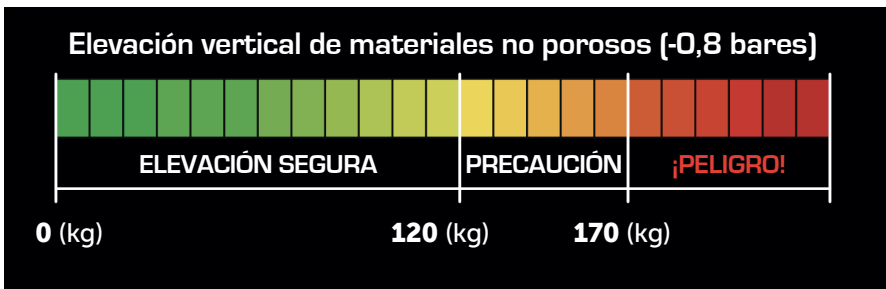 Elevación vertical de materiales no porosos (-0,8 bares)
ELEVACIÓN SEGURA PRECAUCIÓN ¡PELIGRO!
0 (kg) 120 (kg) 170 (kg)